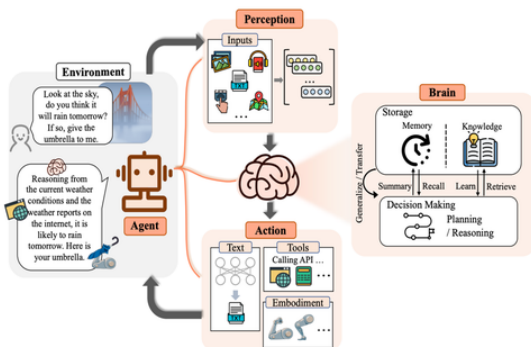 Environment
Look at the sky,
do you think it
will rain tomorrow?
If so, give the
umbrella to me.
Reasoning from
the current weather
conditions and the
weather reports on
the internet, it is
likely to rain
tomorrow. Here is
your umbrella.
Agent
Perception
Inputs
TXT
...
Action
Text
TXT
Tools
Calling API ...
...
Embodiment
...
Brain
Storage
Memory
Knowledge
Generalize / Transfer
Summary
Recall
Learn
Retrieve
Decision Making
Planning
/ Reasoning